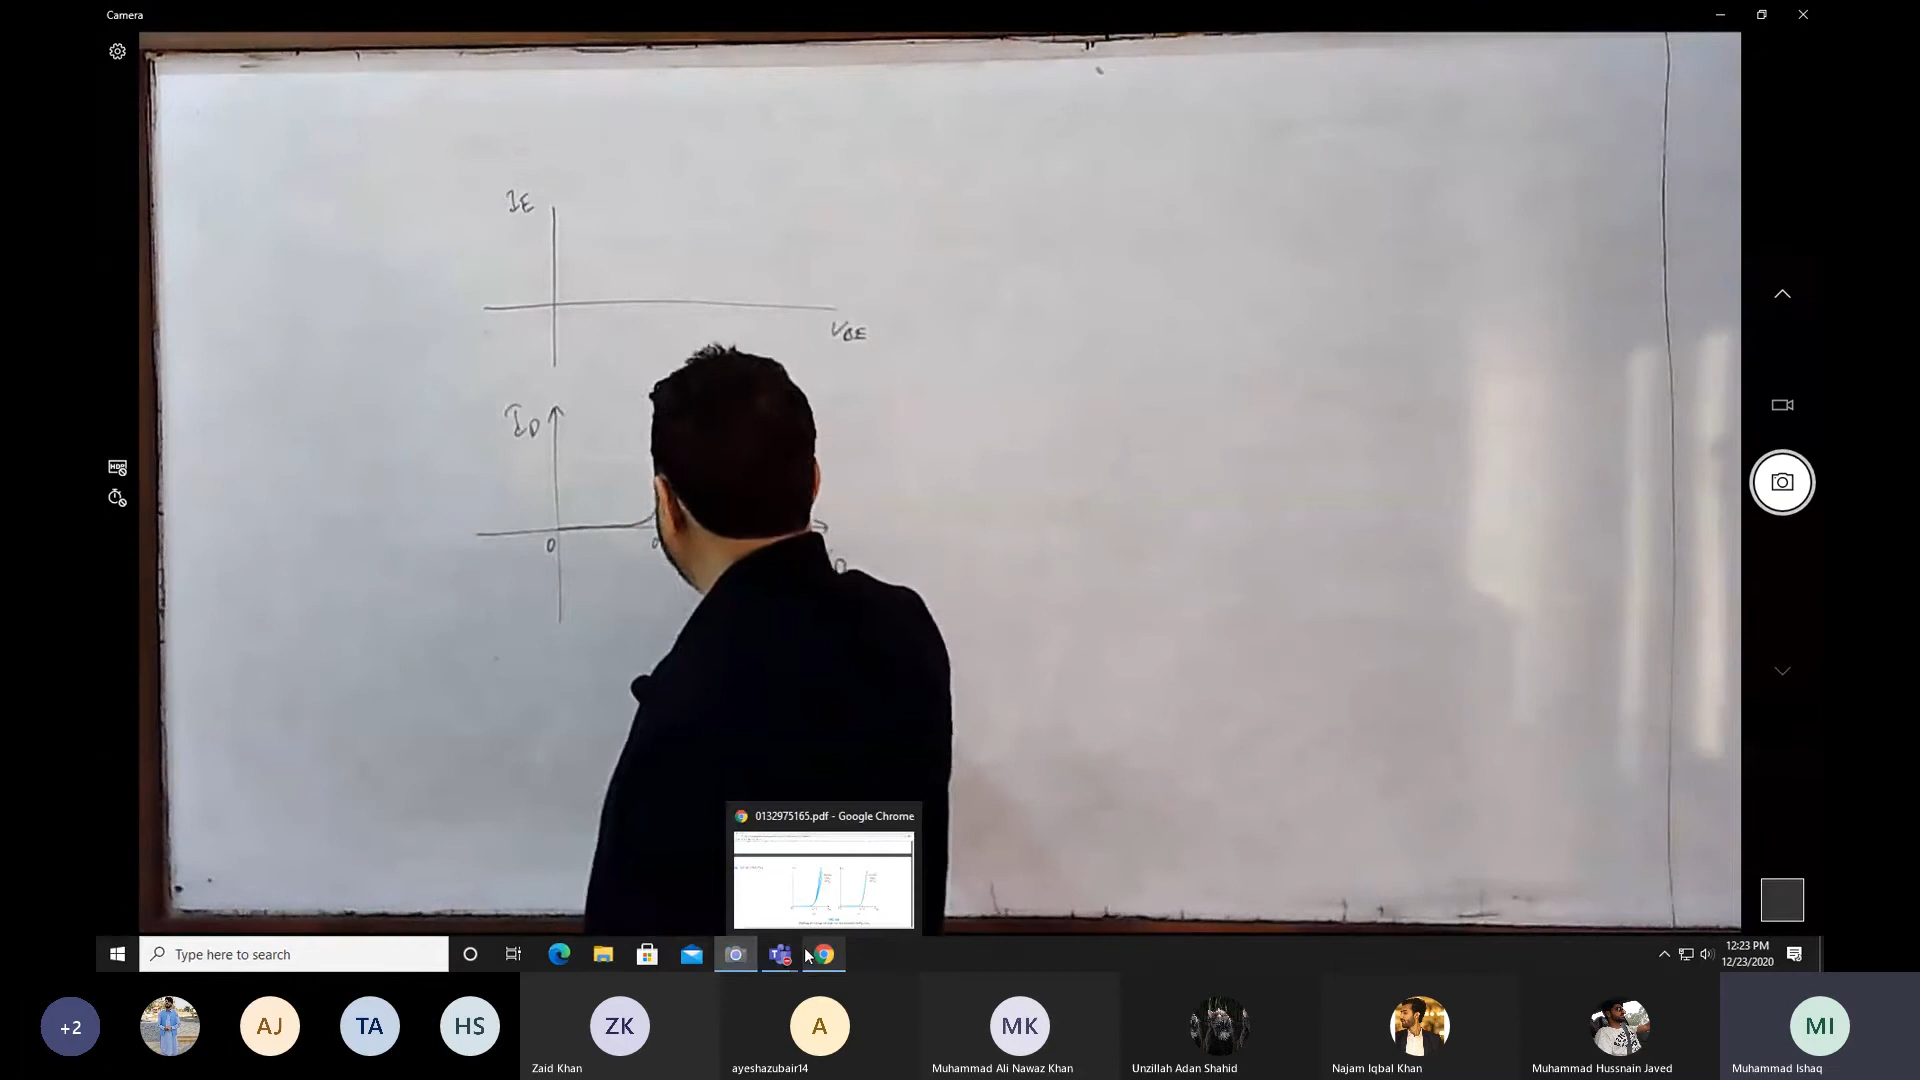 Camera
IE
VBE
ID
0
0132975165.pdf - Google Chrome
Type here to search
12:23 PM
12/23/2020
+2
AJ
TA
HS
ZK
A
MK
MI
Zaid Khan
ayeshazubair14
Muhammad Ali Nawaz Khan
Unzillah Adan Shahid
Najam Iqbal Khan
Muhammad Hussnain Javed
Muhammad Ishaq